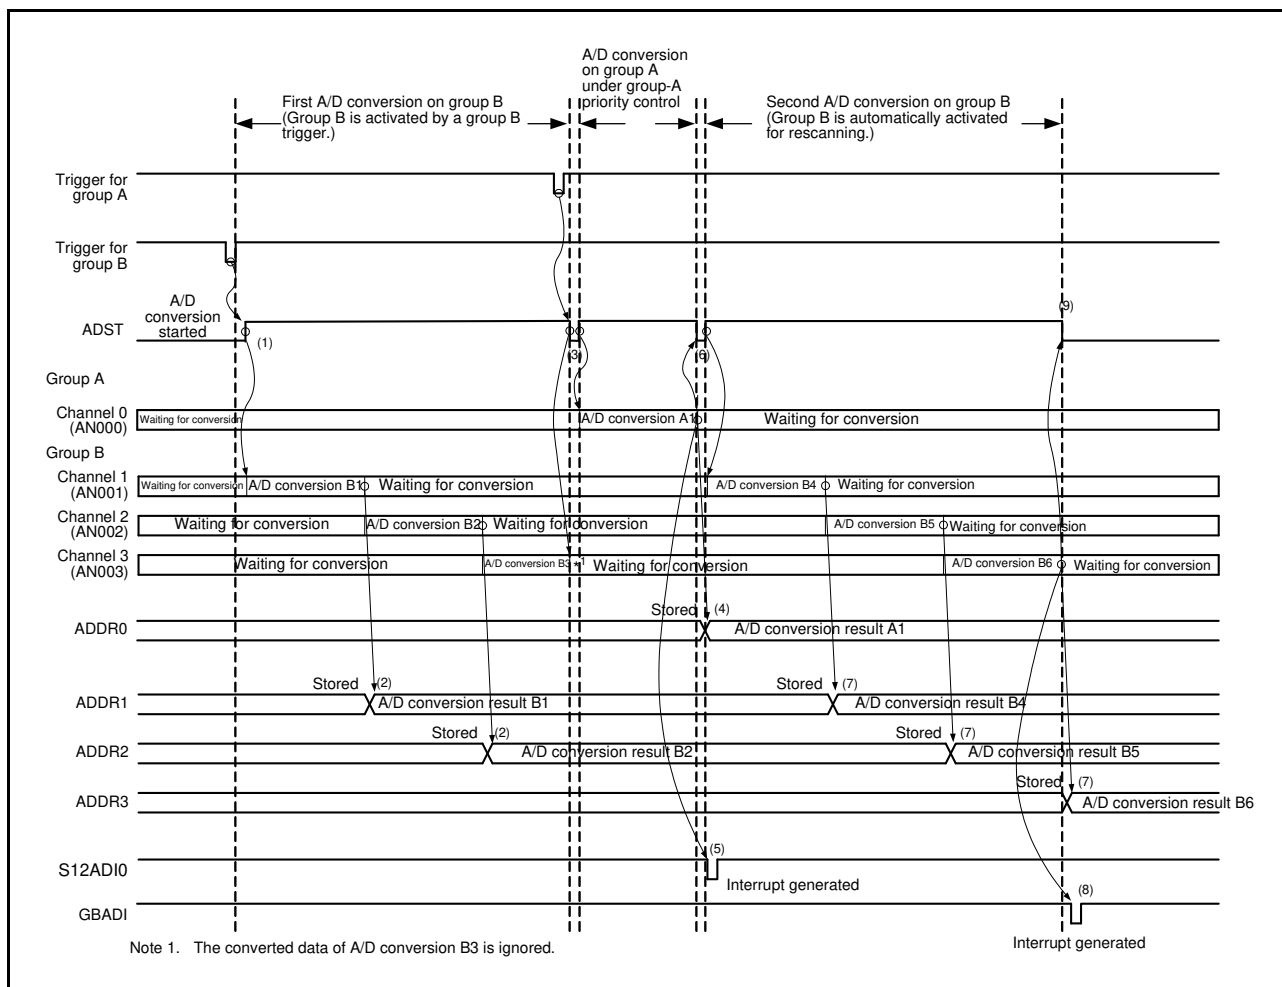 A/D conversion
on group A
under group-A
priority control
First A/D conversion on group B
(Group B is activated by a group B
trigger.)
Second A/D conversion on group B
(Group B is automatically activated
for rescanning.)
Trigger for
group A
Trigger for
group B
A/D
conversion
started
ADST
(1)
(3)
(6)
(9)
Group A
Channel 0
(AN000)
Waiting for conversion
A/D conversion A1
Waiting for conversion
Group B
Channel 1
(AN001)
Waiting for conversion
A/D conversion B1
Waiting for conversion
A/D conversion B4
Waiting for conversion
Channel 2
(AN002)
Waiting for conversion
A/D conversion B2
Waiting for conversion
A/D conversion B5
Waiting for conversion
Channel 3
(AN003)
Waiting for conversion
A/D conversion B3 *1
Waiting for conversion
A/D conversion B6
Waiting for conversion
ADDR0
Stored
(4)
A/D conversion result A1
ADDR1
Stored
(2)
A/D conversion result B1
Stored
(7)
A/D conversion result B4
ADDR2
Stored
(2)
A/D conversion result B2
Stored
(7)
A/D conversion result B5
ADDR3
Stored
(7)
A/D conversion result B6
S12ADI0
(5)
Interrupt generated
GBADI
(8)
Interrupt generated
Note 1. The converted data of A/D conversion B3 is ignored.